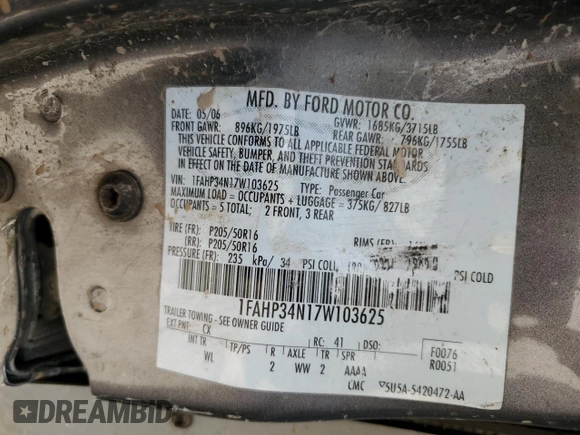 MFD. BY FORD MOTOR CO.
DATE: 05/06 GVWR: 1685KG/3715LB
FRONT GAWR: 896KG/1975LB REAR GAWR: 796KG/1755LB
THIS VEHICLE CONFORMS TO ALL APPLICABLE FEDERAL MOTOR
VEHICLE SAFETY, BUMPER, AND THEFT PREVENTION STANDARDS
IN EFFECT ON THE DATE OF MANUFACTURE SHOWN ABOVE.
VIN: 1FAHP34N17W103625 TYPE: Passenger Car
MAXIMUM LOAD = OCCUPANTS + LUGGAGE = 375KG/ 827LB
OCCUPANTS = 5 TOTAL; 2 FRONT, 3 REAR
TIRE (FR): P205/50R16 RIMS (FR):
(RR): P205/50R16
PRESSURE (FR): 235 kPa/ 34 PSI COLD PSI COLD
1FAHP34N17W103625
TRAILER TOWING - SEE OWNER GUIDE
EXT PNT: CX RC: 41 DSO: F0076
INT TR TP/PS R AXLE TR SPR R0051
WL 2 WW 2 AAAA
CMC 5U5A-5420472-AA
DREAMBID